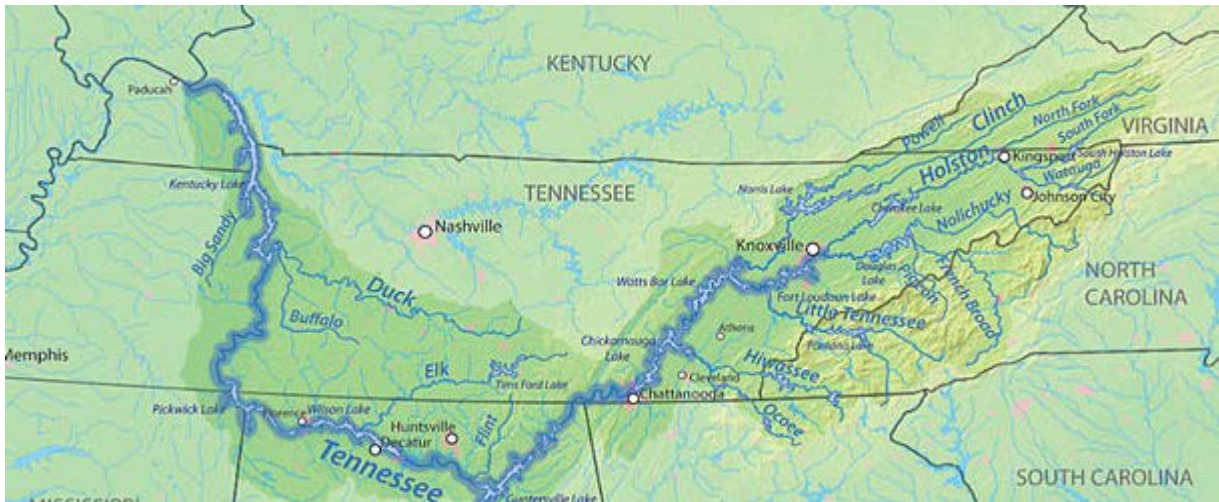 KENTUCKY
Paducah
Powell
Clinch
North Fork
South Fork
VIRGINIA
Holston
Kingsport
South Holston Lake
Watauga
Kentucky Lake
TENNESSEE
Norris Lake
Cherokee Lake
Johnson City
Nolichucky
Big Sandy
Nashville
Knoxville
Duck
Watts Bar Lake
Douglas
Lake
Pigeon
French Broad
NORTH
CAROLINA
Fort Loudoun Lake
Little Tennessee
Buffalo
Athens
Fontana Lake
Chickamauga
Lake
Memphis
Elk
Tims Ford Lake
Hiwassee
Cleveland
Chattanooga
Pickwick Lake
Florence
Wilson Lake
Ocoee
Huntsville
Flint
Decatur
Tennessee
SOUTH CAROLINA
Guntersville Lake
MISSISSIPPI